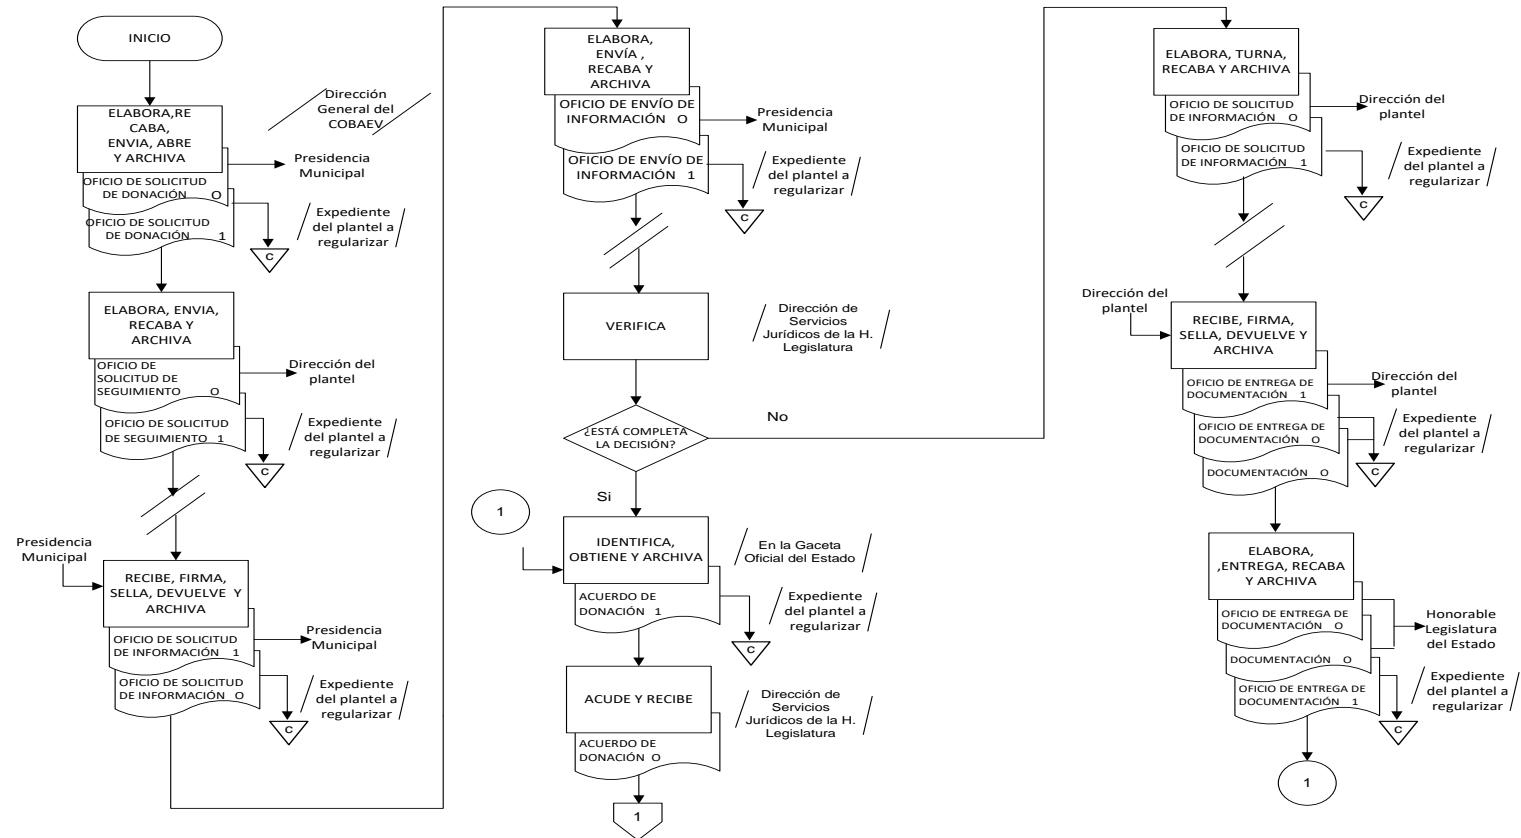 INICIO
ELABORA,RE
CABA,
ENVIA, ABRE
Y ARCHIVA
Dirección
General del
COBAEV
Presidencia
Municipal
OFICIO DE SOLICITUD
DE DONACIÓN O
OFICIO DE SOLICITUD
DE DONACIÓN 1
Expediente
del plantel a
regularizar
C
ELABORA, ENVIA,
RECABA Y
ARCHIVA
OFICIO DE
SOLICITUD DE
SEGUIMIENTO O
Dirección del
plantel
OFICIO DE SOLICITUD
DE SEGUIMIENTO 1
Expediente
del plantel a
regularizar
C
Presidencia
Municipal
RECIBE, FIRMA,
SELLA, DEVUELVE Y
ARCHIVA
OFICIO DE SOLICITUD
DE INFORMACIÓN 1
Presidencia
Municipal
OFICIO DE SOLICITUD
DE INFORMACIÓN O
Expediente
del plantel a
regularizar
C
ELABORA,
ENVÍA ,
RECABA Y
ARCHIVA
OFICIO DE ENVÍO DE
INFORMACIÓN O
Presidencia
Municipal
OFICIO DE ENVÍO DE
INFORMACIÓN 1
Expediente
del plantel a
regularizar
C
VERIFICA
Dirección de
Servicios
Jurídicos de la H.
Legislatura
¿ESTÁ COMPLETA
LA DECISIÓN?
No
Si
1
IDENTIFICA,
OBTIENE Y ARCHIVA
En la Gaceta
Oficial del Estado
ACUERDO DE
DONACIÓN 1
Expediente
del plantel a
regularizar
C
ACUDE Y RECIBE
Dirección de
Servicios
Jurídicos de la H.
Legislatura
ACUERDO DE
DONACIÓN O
1
ELABORA, TURNA,
RECABA Y ARCHIVA
OFICIO DE SOLICITUD
DE INFORMACIÓN O
Dirección del
plantel
OFICIO DE SOLICITUD
DE INFORMACIÓN 1
Expediente
del plantel a
regularizar
C
Dirección del
plantel
RECIBE, FIRMA,
SELLA, DEVUELVE Y
ARCHIVA
OFICIO DE ENTREGA DE
DOCUMENTACIÓN 1
Dirección del
plantel
OFICIO DE ENTREGA DE
DOCUMENTACIÓN O
DOCUMENTACIÓN O
Expediente
del plantel a
regularizar
C
ELABORA,
,ENTREGA, RECABA
Y ARCHIVA
OFICIO DE ENTREGA DE
DOCUMENTACIÓN O
DOCUMENTACIÓN O
Honorable
Legislatura
del Estado
OFICIO DE ENTREGA DE
DOCUMENTACIÓN 1
Expediente
del plantel a
regularizar
C
1